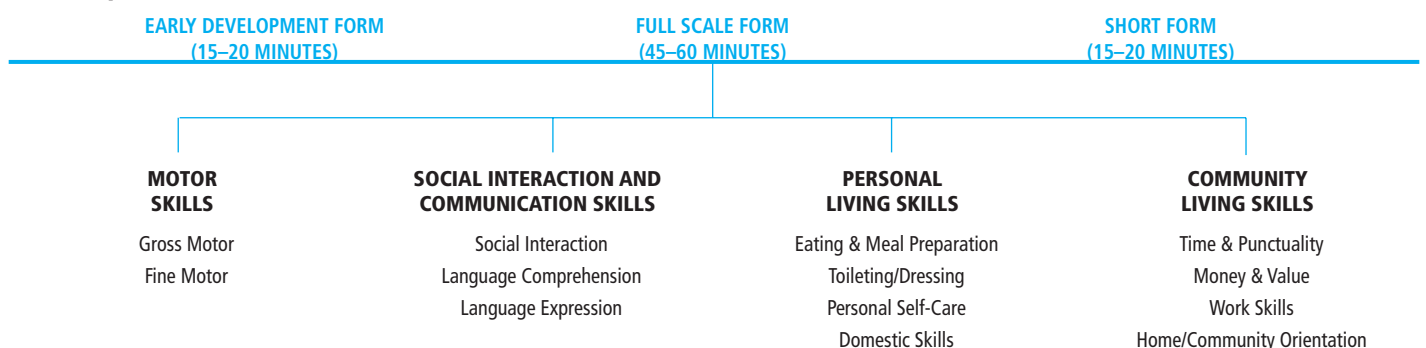 EARLY DEVELOPMENT FORM
(15–20 MINUTES)
FULL SCALE FORM
(45–60 MINUTES)
SHORT FORM
(15–20 MINUTES)
MOTOR
SKILLS
Gross Motor
Fine Motor
SOCIAL INTERACTION AND
COMMUNICATION SKILLS
Social Interaction
Language Comprehension
Language Expression
PERSONAL
LIVING SKILLS
Eating & Meal Preparation
Toileting/Dressing
Personal Self-Care
Domestic Skills
COMMUNITY
LIVING SKILLS
Time & Punctuality
Money & Value
Work Skills
Home/Community Orientation